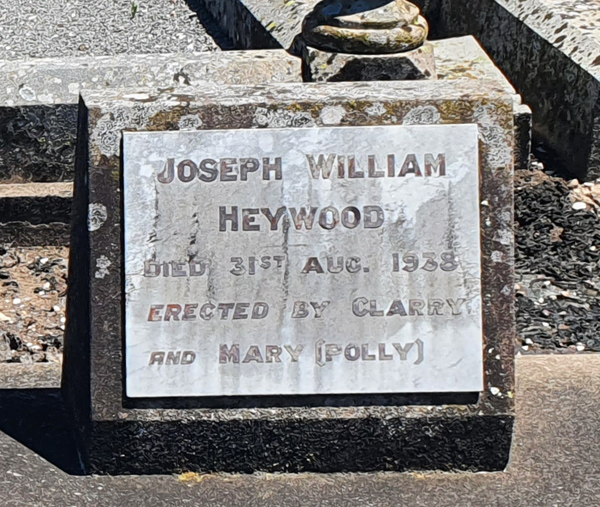 JOSEPH WILLIAM
HEYWOOD
DIED 31ST AUG. 1938
ERECTED BY CLARRY
AND MARY (POLLY)